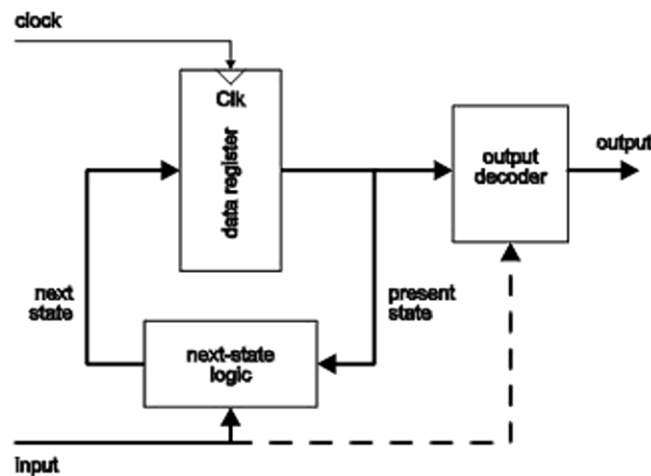 clock
Clk
data register
output
decoder
output
next
state
present
state
next-state
logic
input